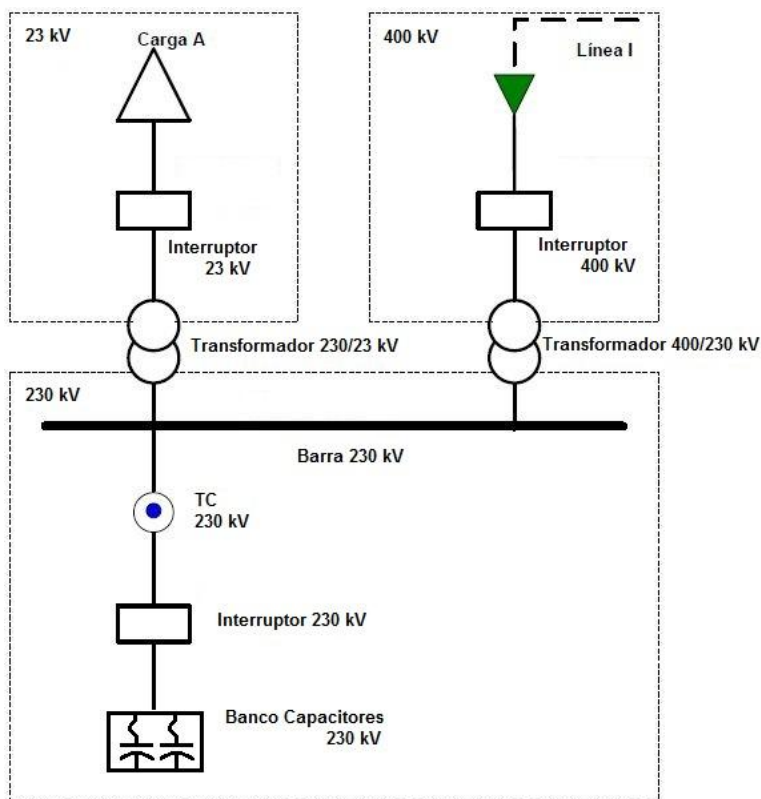 23 kV
Carga A
Interruptor
23 kV
400 kV
Línea I
Interruptor
400 kV
Transformador 230/23 kV
Transformador 400/230 kV
230 kV
Barra 230 kV
TC
230 kV
Interruptor 230 kV
Banco Capacitores
230 kV